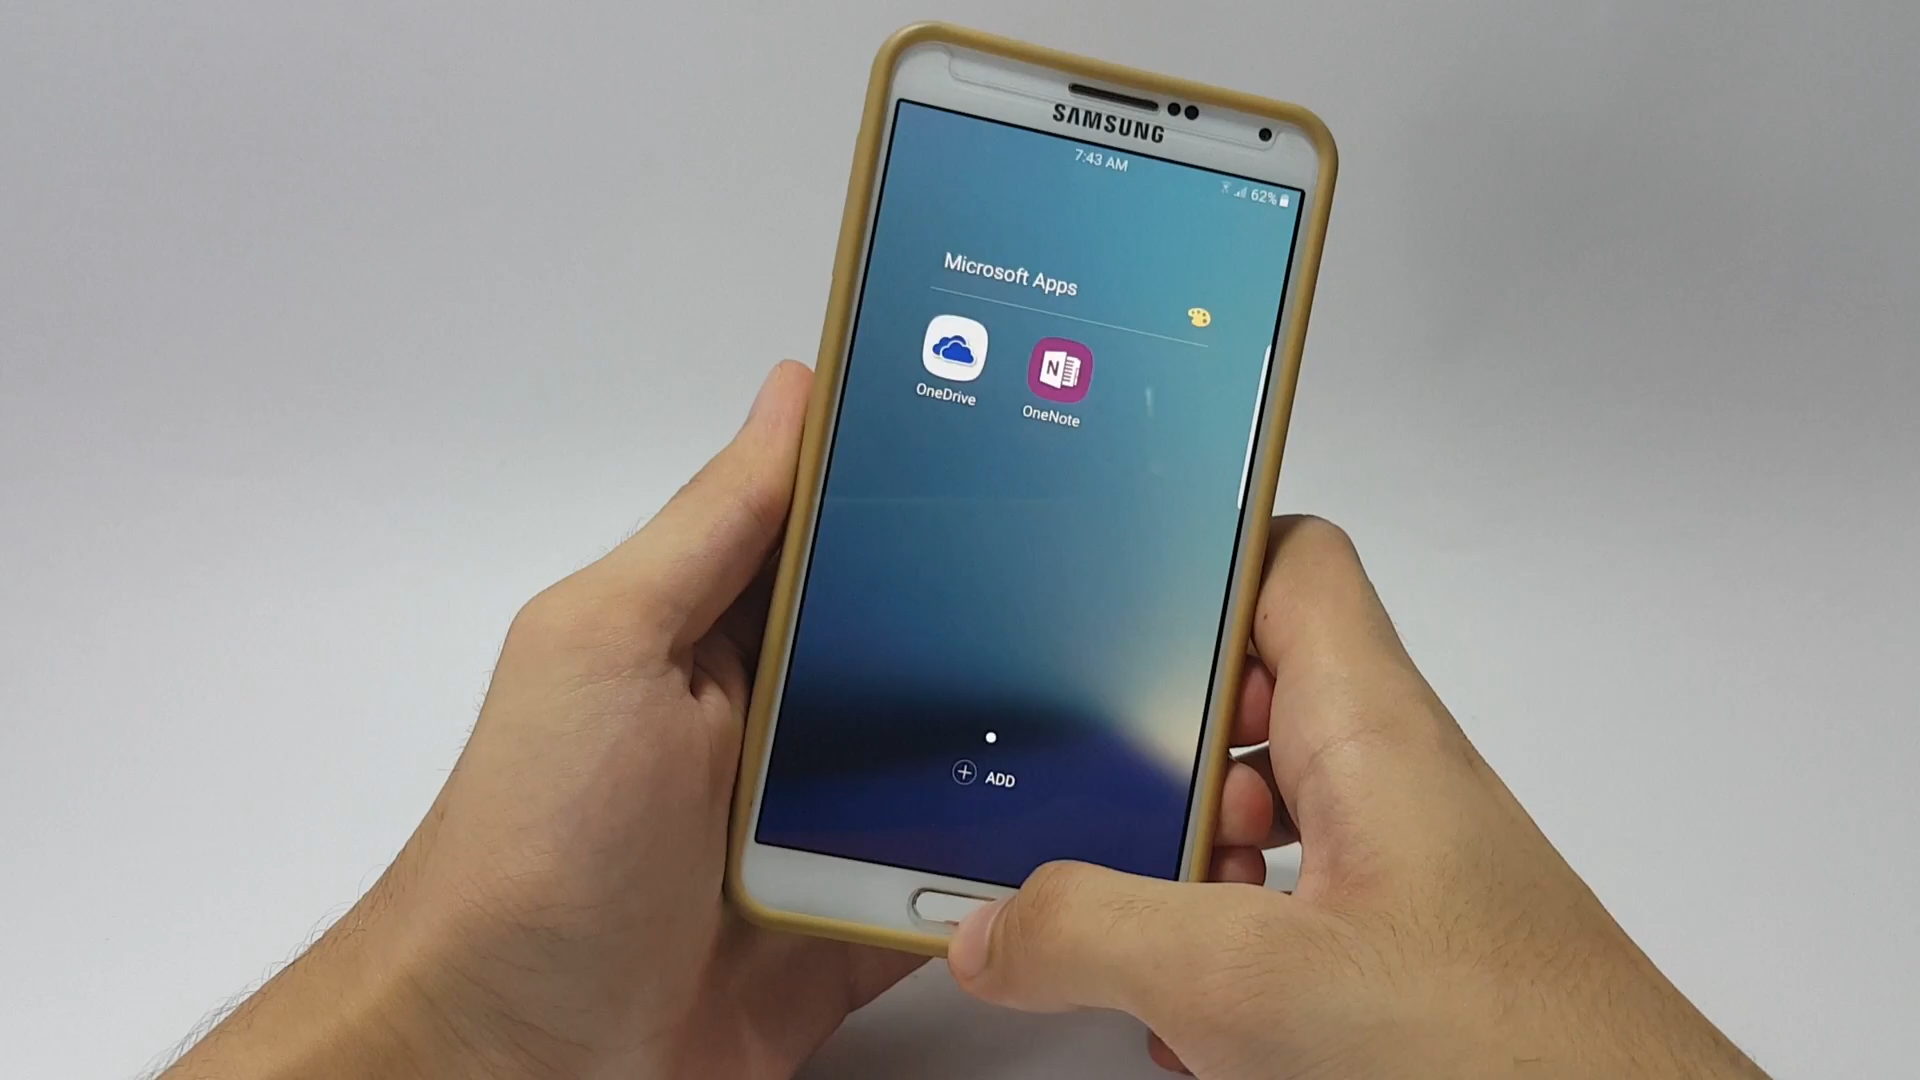 SAMSUNG
7:43 AM
62%
Microsoft Apps
OneDrive
N
OneNote
ADD